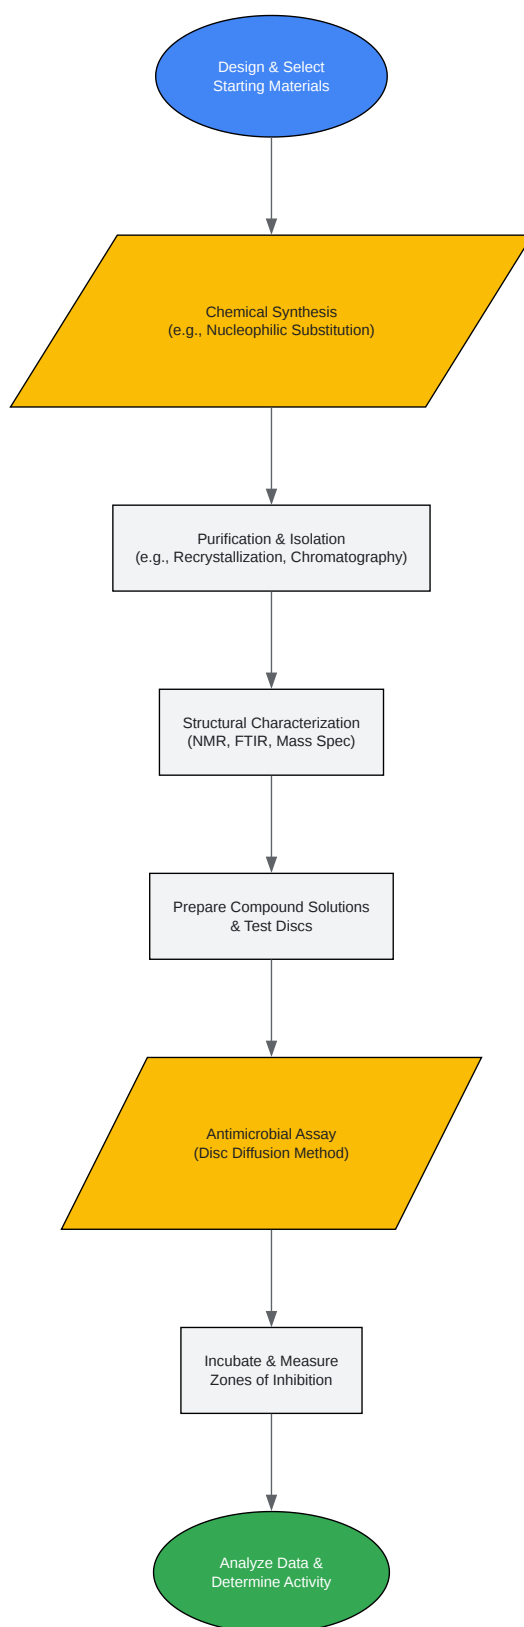 Design & Select
Starting Materials
Chemical Synthesis
(e.g., Nucleophilic Substitution)
Purification & Isolation
(e.g., Recrystallization, Chromatography)
Structural Characterization
(NMR, FTIR, Mass Spec)
Prepare Compound Solutions
& Test Discs
Antimicrobial Assay
(Disc Diffusion Method)
Incubate & Measure
Zones of Inhibition
Analyze Data &
Determine Activity